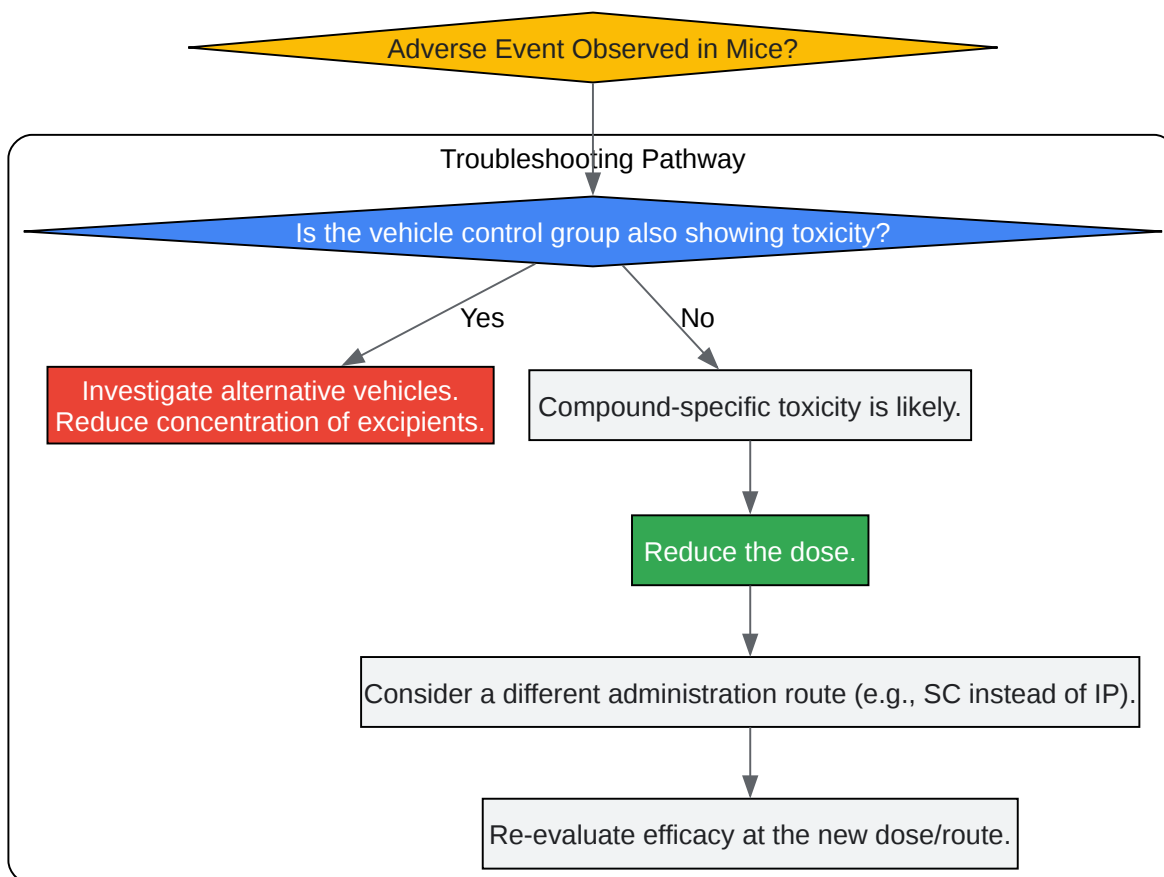 Adverse Event Observed in Mice?
Troubleshooting Pathway
Is the vehicle control group also showing toxicity?
Yes
No
Investigate alternative vehicles.
Reduce concentration of excipients.
Compound-specific toxicity is likely.
Reduce the dose.
Consider a different administration route (e.g., SC instead of IP).
Re-evaluate efficacy at the new dose/route.